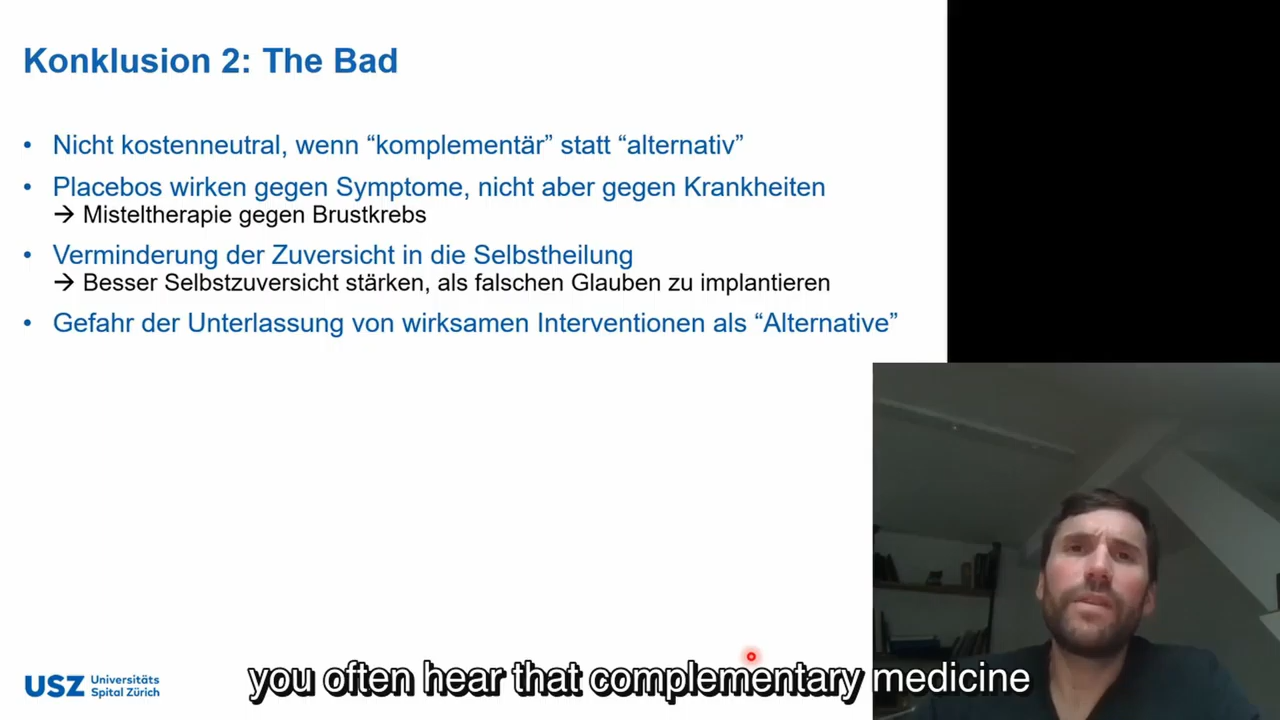 Konklusion 2: The Bad
• Nicht kostenneutral, wenn “komplementär” statt “alternativ”
• Placebos wirken gegen Symptome, nicht aber gegen Krankheiten
→ Misteltherapie gegen Brustkrebs
• Verminderung der Zuversicht in die Selbstheilung
→ Besser Selbstzuversicht stärken, als falschen Glauben zu implantieren
• Gefahr der Unterlassung von wirksamen Interventionen als “Alternative”
USZ Universitäts
Spital Zürich
you often hear that complementary medicine